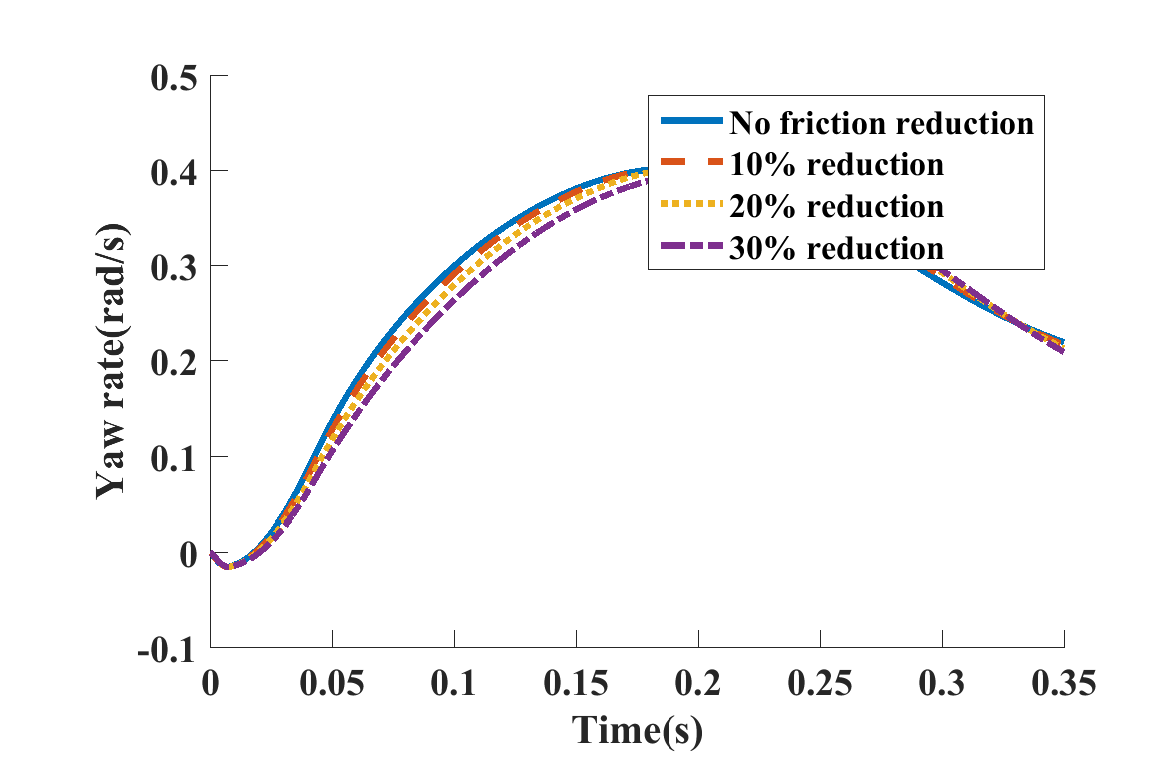 0.5
0.4
0.3
0.2
0.1
0
-0.1
Yaw rate(rad/s)
No friction reduction
10% reduction
20% reduction
30% reduction
0 0.05 0.1 0.15 0.2 0.25 0.3 0.35
Time(s)